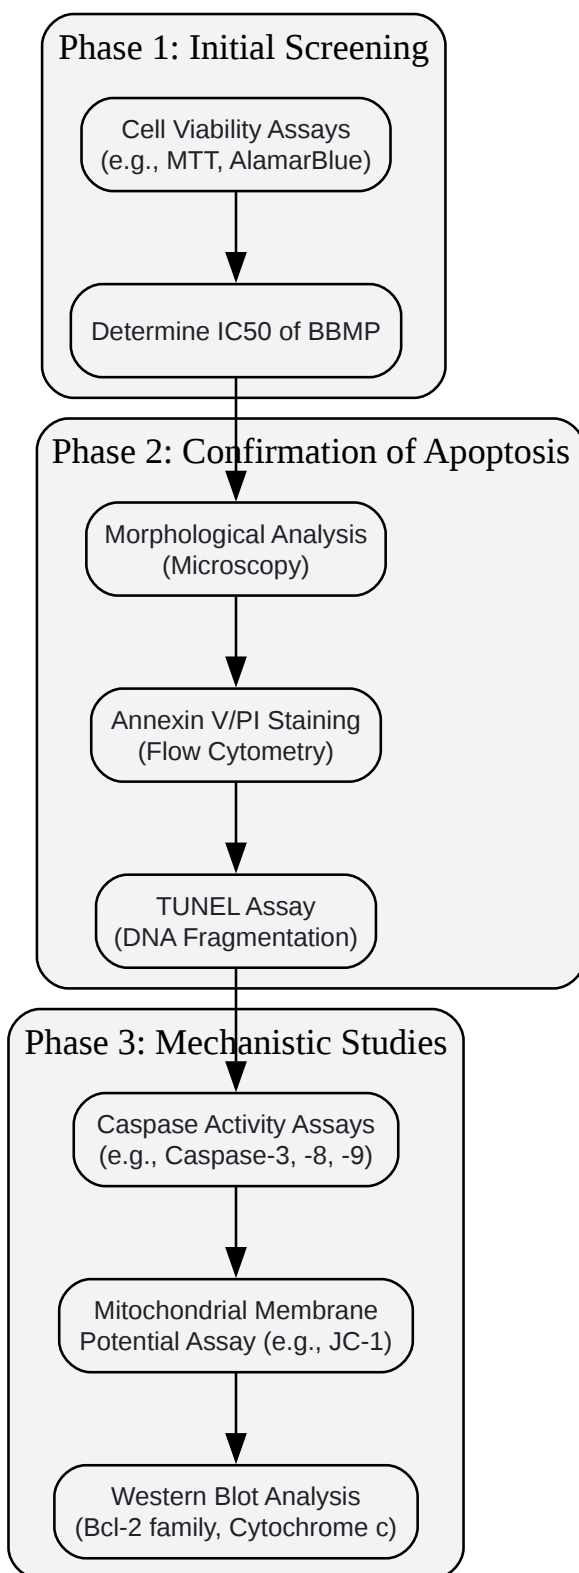 Phase 1: Initial Screening
Cell Viability Assays
(e.g., MTT, AlamarBlue)
Determine IC50 of BBMP
Phase 2: Confirmation of Apoptosis
Morphological Analysis
(Microscopy)
Annexin V/PI Staining
(Flow Cytometry)
TUNEL Assay
(DNA Fragmentation)
Phase 3: Mechanistic Studies
Caspase Activity Assays
(e.g., Caspase-3, -8, -9)
Mitochondrial Membrane
Potential Assay (e.g., JC-1)
Western Blot Analysis
(Bcl-2 family, Cytochrome c)